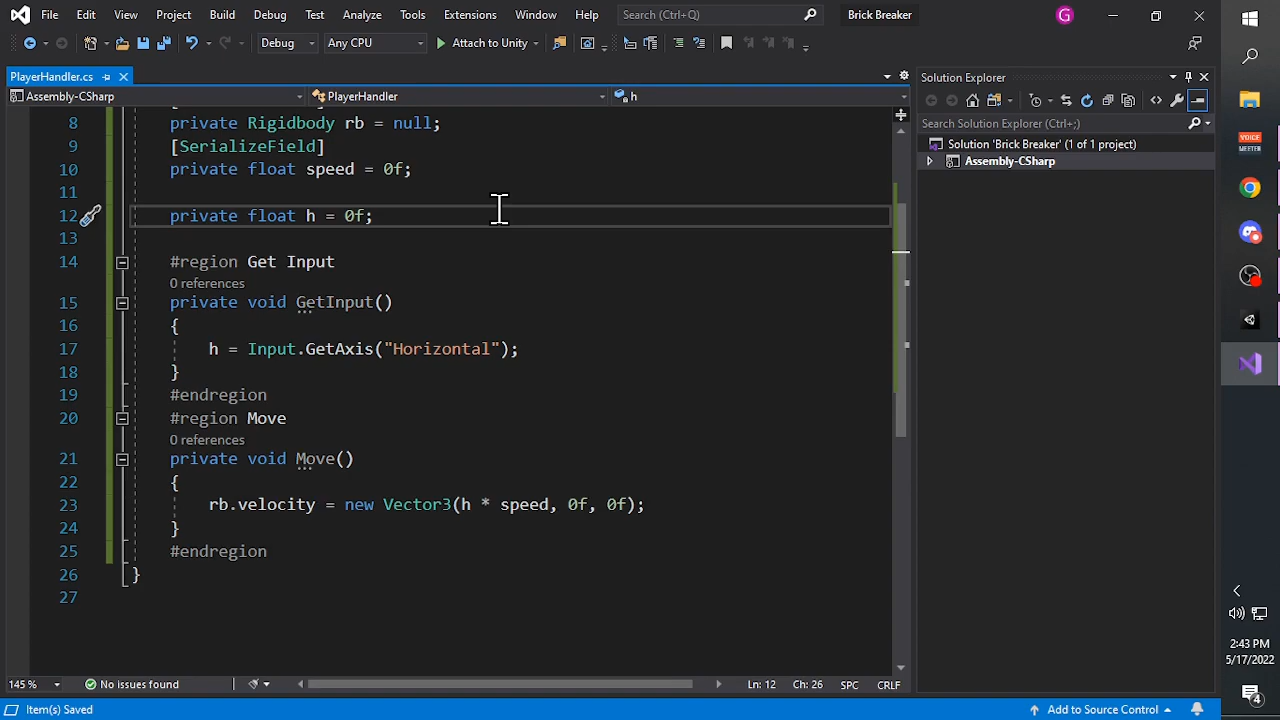 File Edit View Project Build Debug Test Analyze Tools Extensions Window Help Search (Ctrl+Q) Brick Breaker G
Debug Any CPU Attach to Unity
PlayerHandler.cs
Solution Explorer
Assembly-CSharp PlayerHandler h
Search Solution Explorer (Ctrl+;)
Solution 'Brick Breaker' (1 of 1 project)
Assembly-CSharp
8 private Rigidbody rb = null;
9 [SerializeField]
10 private float speed = 0f;
11
12 private float h = 0f;
13
14 #region Get Input
0 references
15 private void GetInput()
16 {
17 h = Input.GetAxis("Horizontal");
18 }
19 #endregion
20 #region Move
0 references
21 private void Move()
22 {
23 rb.velocity = new Vector3(h * speed, 0f, 0f);
24 }
25 #endregion
26 }
27
145 % No issues found Ln: 12 Ch: 26 SPC CRLF
Item(s) Saved Add to Source Control
VOICE
MEETER
2:43 PM
5/17/2022
4